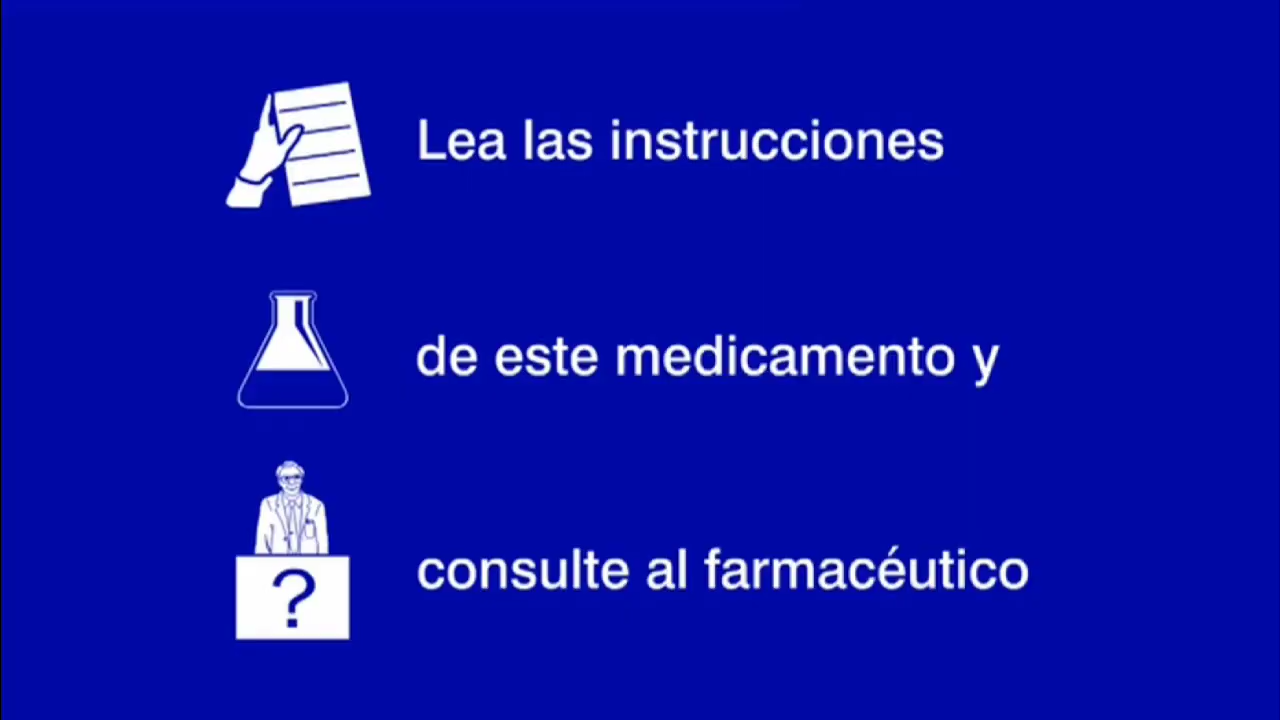 Lea las instrucciones
de este medicamento y
consulte al farmacéutico
?